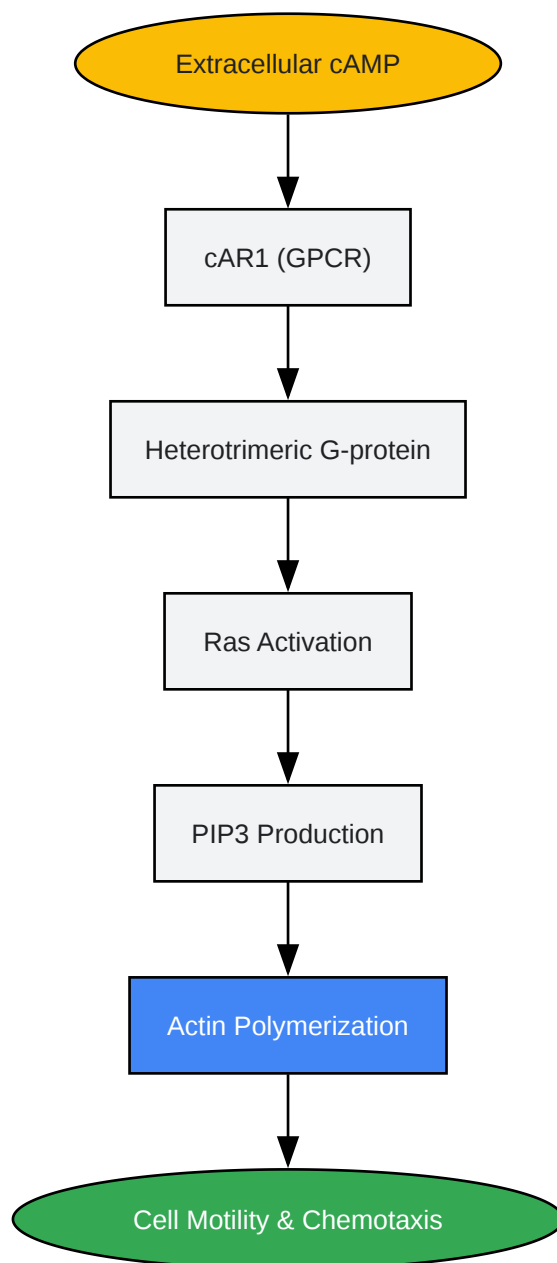 Extracellular cAMP
cAR1 (GPCR)
Heterotrimeric G-protein
Ras Activation
PIP3 Production
Actin Polymerization
Cell Motility & Chemotaxis